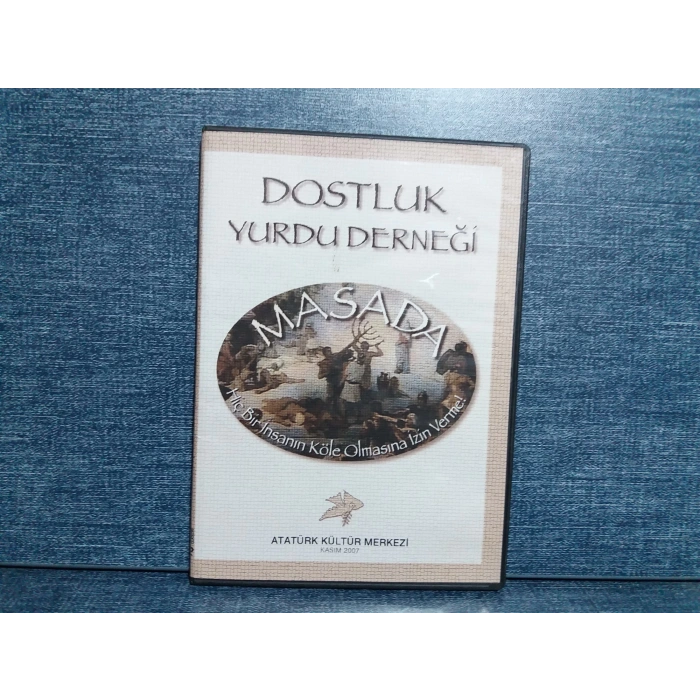 DOSTLUK
YURDU DERNEĞİ
MASADA
Hiç Bir İnsanın Köle Olmasına İzin Verme!
ATATÜRK KÜLTÜR MERKEZİ
KASIM 2007